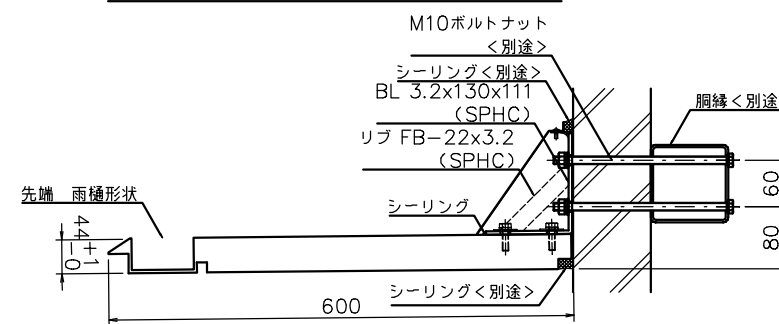 M10ボルトナット
<別途>
シーリング<別途>
BL 3.2x130x111
(SPHC)
胴縁<別途
リブ FB-22x3.2
(SPHC)
先端 雨樋形状
シーリング
60
80
44 +1 -0
シーリング<別途>
600